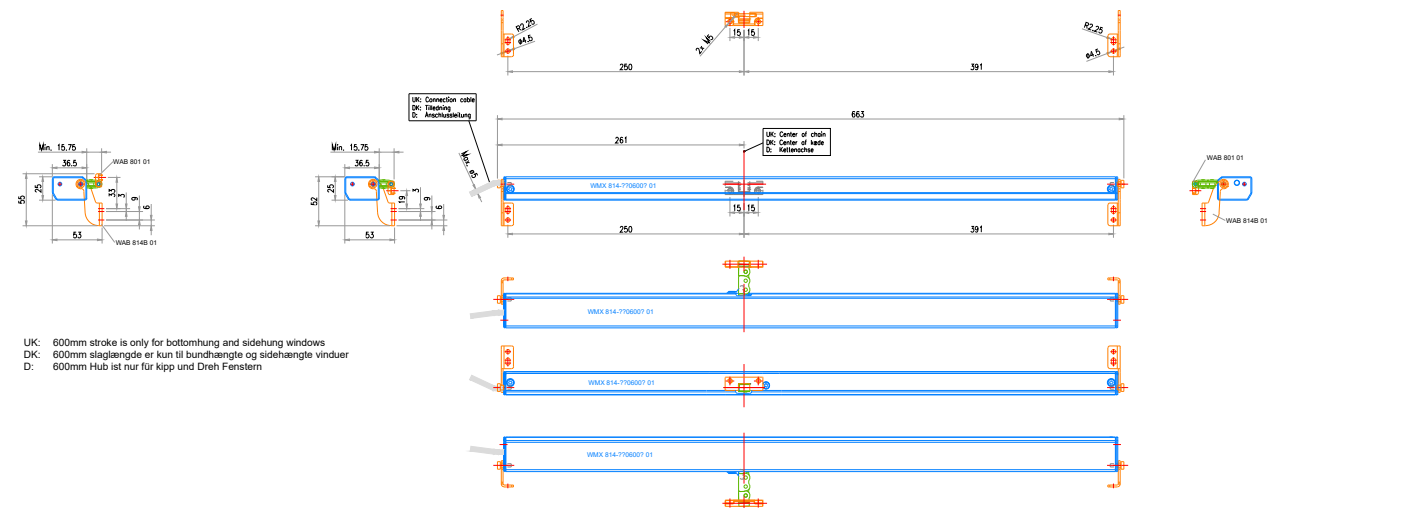 R2.25
ø4.5
2x M5
15 15
R2.25
ø4.5
250
391
UK: Connection cable
DK: Tilledning
D: Anschlussleitung
663
261
UK: Center of chain
DK: Center of kæde
D: Kettenachse
Max. ø5
WMX 814-??0600? 01
15 15
250
391
Min. 15.75
36.5
WAB 801 01
25
55
33
3
9
6
53
WAB 814B 01
Min. 15.75
36.5
25
52
19
3
9
6
53
WAB 801 01
WAB 814B 01
WMX 814-??0600? 01
UK: 600mm stroke is only for bottomhung and sidehung windows
DK: 600mm slaglængde er kun til bundhængte og sidehængte vinduer
D: 600mm Hub ist nur für kipp und Dreh Fenstern
WMX 814-??0600? 01
WMX 814-??0600? 01